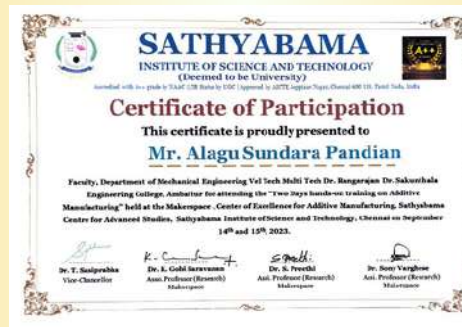 SATHYABAMA
INSTITUTE OF SCIENCE AND TECHNOLOGY
(Deemed to be University)
A++
Certificate of Participation
This certificate is proudly presented to
Mr. Alagu Sundara Pandian
Faculty, Department of Mechanical Engineering Vel Tech Multi Tech Dr. Rangarajan Dr. Sakunthala
Engineering College, Ambattur for attending the "Two Days hands-on training on Additive
Manufacturing" held at the Makerspace, Center of Excellence for Additive Manufacturing, Sathyabama
Centre for Advanced Studies, Sathyabama Institute of Science and Technology, Chennai on September
14th and 15th, 2023.
Dr. T. Sasiprabha
Vice-Chancellor
Dr. K. Gobi Saravanan
Asso. Professor (Research)
Makerspace
Dr. S. Preethi
Ast. Professor (Research)
Makerspace
Dr. Sony Varghese
Ast. Professor (Research)
Makerspace